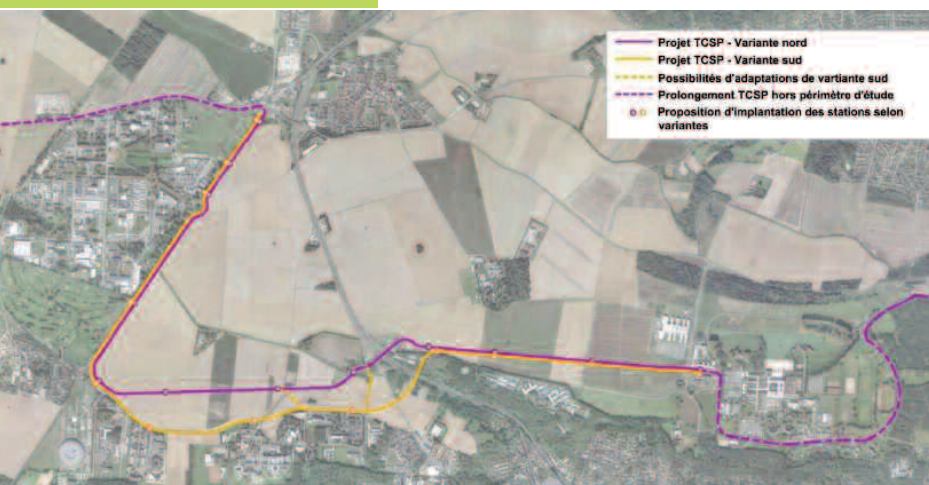 Projet TCSP - Variante nord
Projet TCSP - Variante sud
Possibilités d'adaptations de vartiante sud
Prolongement TCSP hors périmètre d'étude
Proposition d'implantation des stations selon
variantes